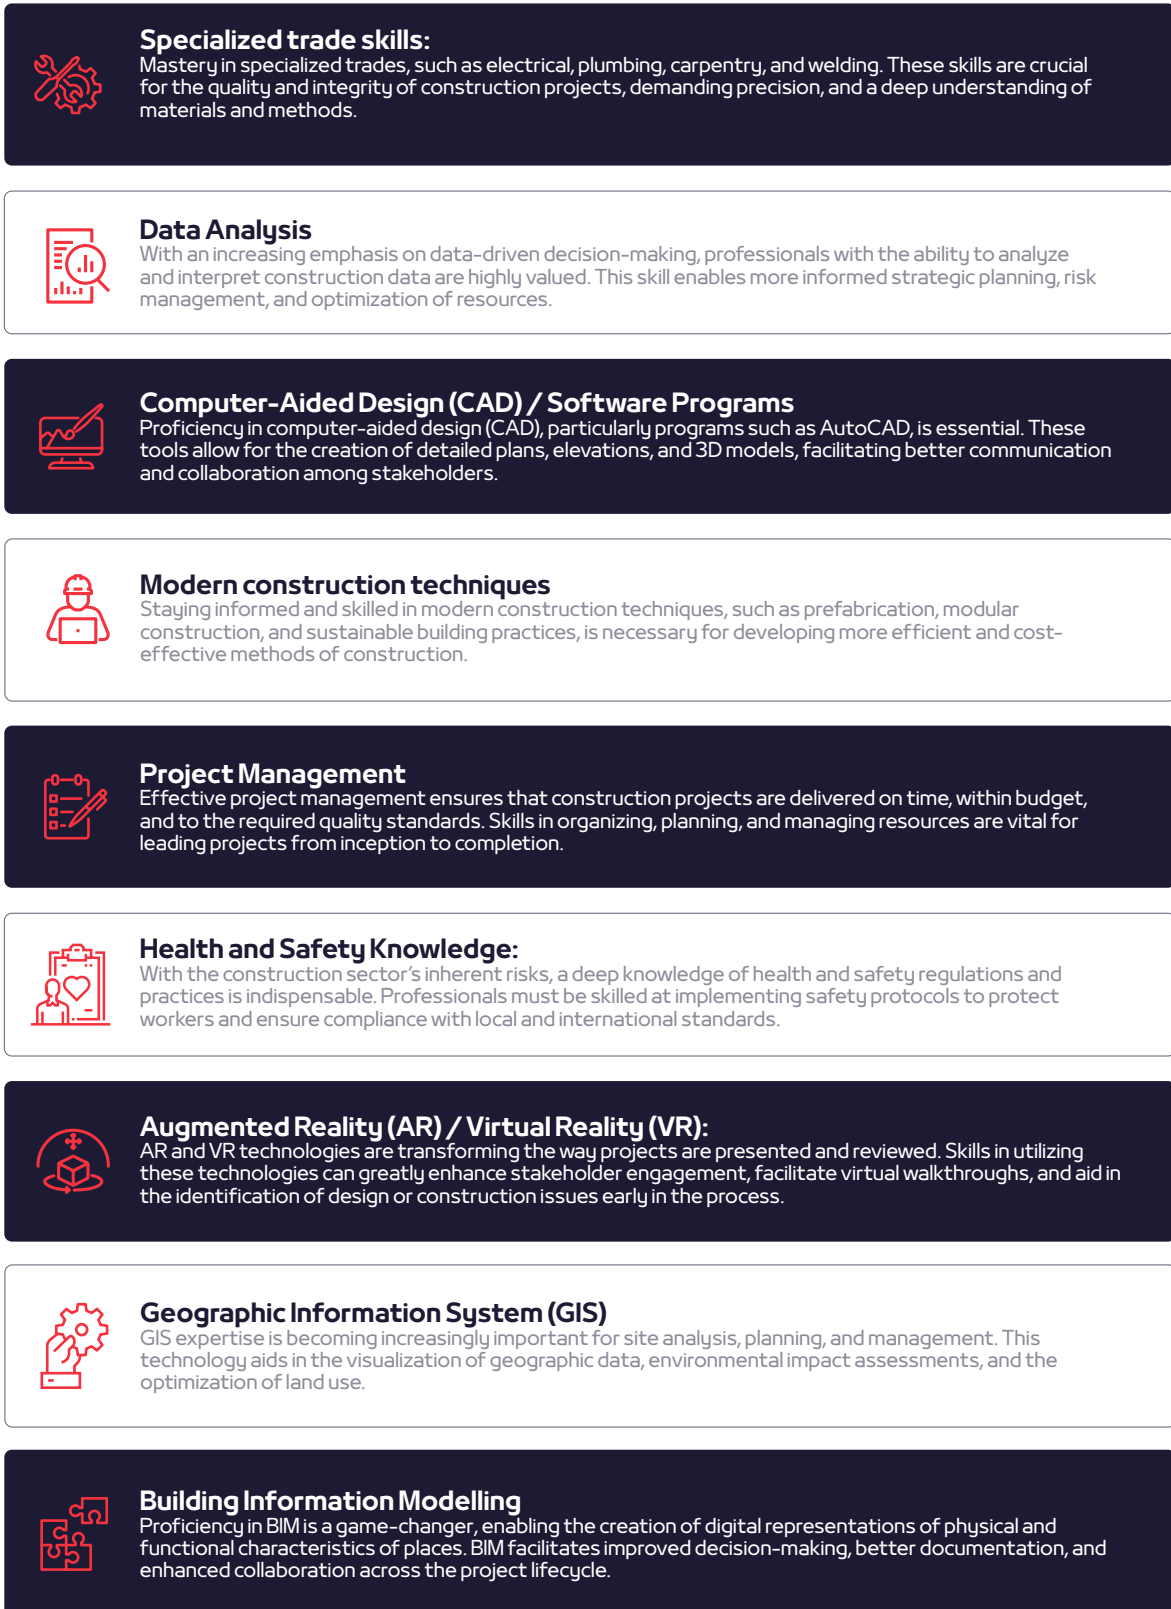 Specialized trade skills:
Mastery in specialized trades, such as electrical, plumbing, carpentry, and welding. These skills are crucial
for the quality and integrity of construction projects, demanding precision, and a deep understanding of
materials and methods.
Data Analysis
With an increasing emphasis on data-driven decision-making, professionals with the ability to analyze
and interpret construction data are highly valued. This skill enables more informed strategic planning, risk
management, and optimization of resources.
Computer-Aided Design (CAD) / Software Programs
Proficiency in computer-aided design (CAD), particularly programs such as AutoCAD, is essential. These
tools allow for the creation of detailed plans, elevations, and 3D models, facilitating better communication
and collaboration among stakeholders.
Modern construction techniques
Staying informed and skilled in modern construction techniques, such as prefabrication, modular
construction, and sustainable building practices, is necessary for developing more efficient and cost-
effective methods of construction.
Project Management
Effective project management ensures that construction projects are delivered on time, within budget,
and to the required quality standards. Skills in organizing, planning, and managing resources are vital for
leading projects from inception to completion.
Health and Safety Knowledge:
With the construction sector's inherent risks, a deep knowledge of health and safety regulations and
practices is indispensable. Professionals must be skilled at implementing safety protocols to protect
workers and ensure compliance with local and international standards.
Augmented Reality (AR) / Virtual Reality (VR):
AR and VR technologies are transforming the way projects are presented and reviewed. Skills in utilizing
these technologies can greatly enhance stakeholder engagement, facilitate virtual walkthroughs, and aid in
the identification of design or construction issues early in the process.
Geographic Information System (GIS)
GIS expertise is becoming increasingly important for site analysis, planning, and management. This
technology aids in the visualization of geographic data, environmental impact assessments, and the
optimization of land use.
Building Information Modelling
Proficiency in BIM is a game-changer, enabling the creation of digital representations of physical and
functional characteristics of places. BIM facilitates improved decision-making, better documentation, and
enhanced collaboration across the project lifecycle.